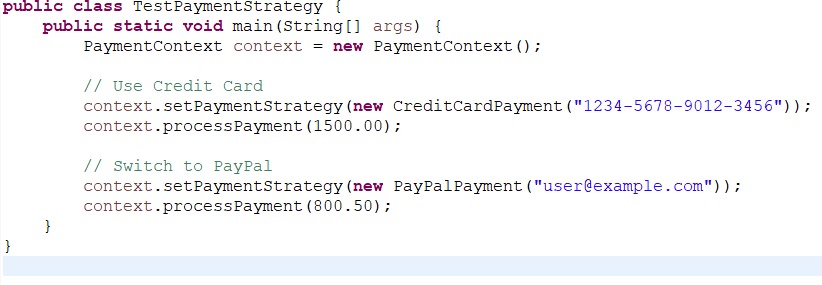 public class TestPaymentStrategy {
public static void main(String[] args) {
PaymentContext context = new PaymentContext();
// Use Credit Card
context.setPaymentStrategy(new CreditCardPayment("1234-5678-9012-3456"));
context.processPayment(1500.00);
// Switch to PayPal
context.setPaymentStrategy(new PayPalPayment("user@example.com"));
context.processPayment(800.50);
}
}